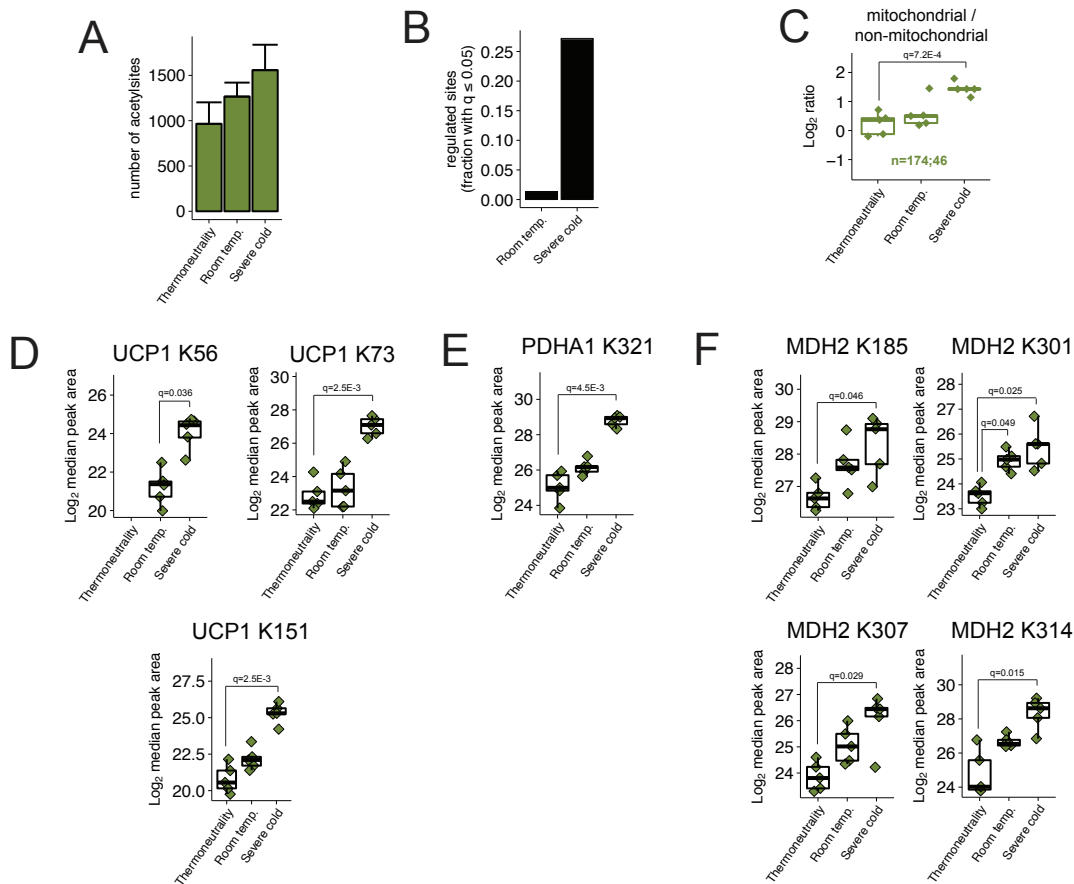 A
number of acetylsites
1500
1000
500
0
Thermoneutrality
Room temp.
Severe cold
B
regulated sites
(fraction with q ≤ 0.05)
0.25
0.20
0.15
0.10
0.05
0.00
Room temp.
Severe cold
C
mitochondrial /
non-mitochondrial
q=7.2E-4
Log₂ ratio
2
1
0
−1
n=174;46
Thermoneutrality
Room temp.
Severe cold
D
UCP1 K56
Log₂ median peak area
q=0.036
26
24
22
20
Thermoneutrality
Room temp.
Severe cold
UCP1 K73
Log₂ median peak area
q=2.5E-3
30
28
26
24
22
Thermoneutrality
Room temp.
Severe cold
UCP1 K151
Log₂ median peak area
q=2.5E-3
27.5
25.0
22.5
20.0
Thermoneutrality
Room temp.
Severe cold
E
PDHA1 K321
Log₂ median peak area
q=4.5E-3
30
28
26
24
Thermoneutrality
Room temp.
Severe cold
F
MDH2 K185
Log₂ median peak area
q=0.046
30
29
28
27
Thermoneutrality
Room temp.
Severe cold
MDH2 K301
Log₂ median peak area
q=0.025
q=0.049
28
27
26
25
24
23
Thermoneutrality
Room temp.
Severe cold
MDH2 K307
Log₂ median peak area
q=0.029
28
27
26
25
24
Thermoneutrality
Room temp.
Severe cold
MDH2 K314
Log₂ median peak area
q=0.015
30
28
26
24
Thermoneutrality
Room temp.
Severe cold